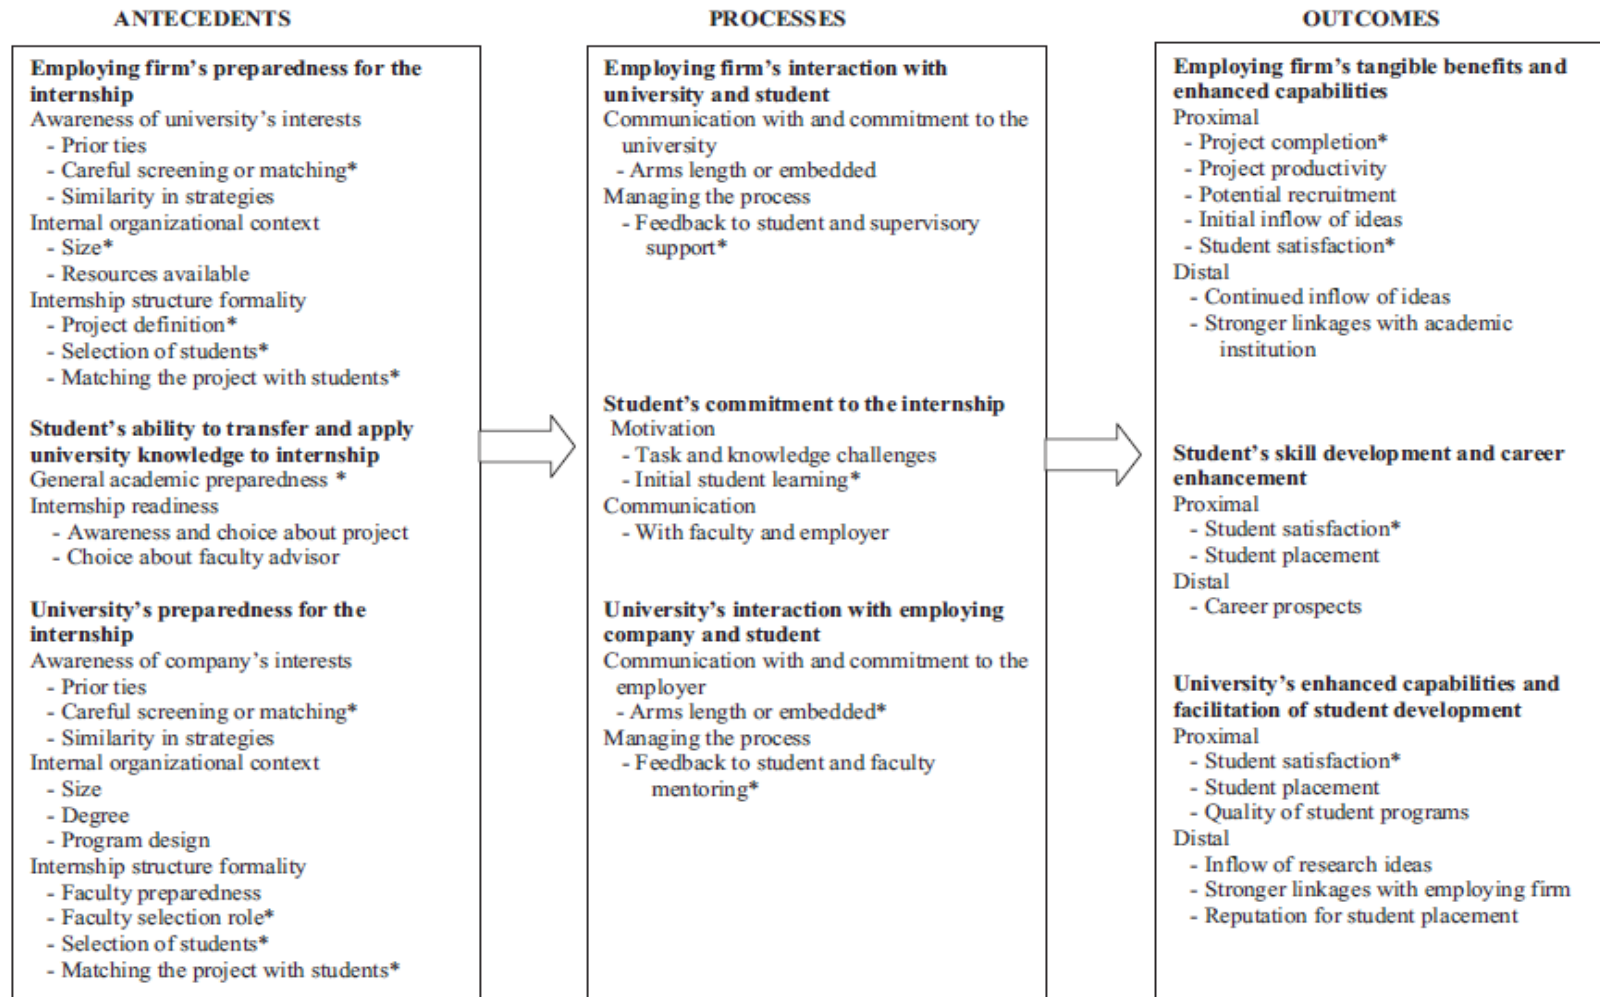 ANTECEDENTS
Employing firm's preparedness for the
internship
Awareness of university's interests
- Prior ties
- Careful screening or matching*
- Similarity in strategies
Internal organizational context
- Size*
- Resources available
Internship structure formality
- Project definition*
- Selection of students*
- Matching the project with students*
Student's ability to transfer and apply
university knowledge to internship
General academic preparedness *
Internship readiness
- Awareness and choice about project
- Choice about faculty advisor
University's preparedness for the
internship
Awareness of company's interests
- Prior ties
- Careful screening or matching*
- Similarity in strategies
Internal organizational context
- Size
- Degree
- Program design
Internship structure formality
- Faculty preparedness
- Faculty selection role*
- Selection of students*
- Matching the project with students*
PROCESSES
Employing firm's interaction with
university and student
Communication with and commitment to the
university
- Arms length or embedded
Managing the process
- Feedback to student and supervisory
support*
Student's commitment to the internship
Motivation
- Task and knowledge challenges
- Initial student learning*
Communication
- With faculty and employer
University's interaction with employing
company and student
Communication with and commitment to the
employer
- Arms length or embedded*
Managing the process
- Feedback to student and faculty
mentoring*
OUTCOMES
Employing firm's tangible benefits and
enhanced capabilities
Proximal
- Project completion*
- Project productivity
- Potential recruitment
- Initial inflow of ideas
- Student satisfaction*
Distal
- Continued inflow of ideas
- Stronger linkages with academic
institution
Student's skill development and career
enhancement
Proximal
- Student satisfaction*
- Student placement
Distal
- Career prospects
University's enhanced capabilities and
facilitation of student development
Proximal
- Student satisfaction*
- Student placement
- Quality of student programs
Distal
- Inflow of research ideas
- Stronger linkages with employing firm
- Reputation for student placement